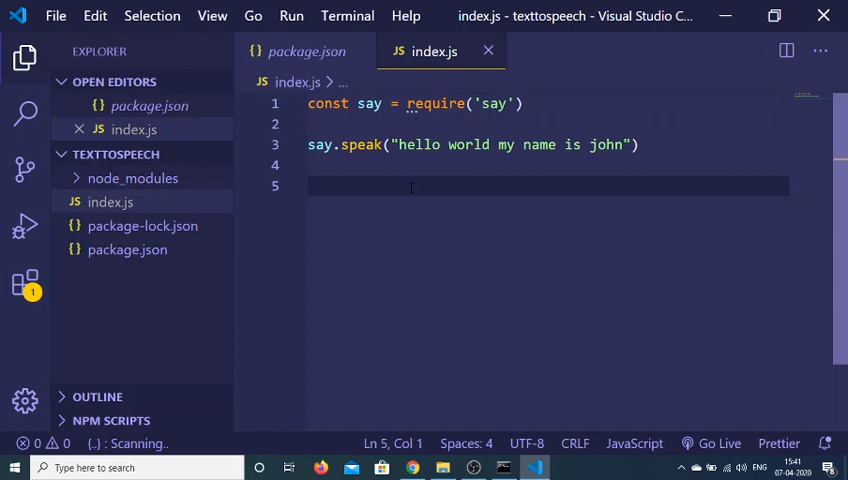 File Edit Selection View Go Run Terminal Help index.js - texttospeech - Visual Studio C...
EXPLORER
OPEN EDITORS
{ } package.json
× JS index.js
TEXTTOSPEECH
> node_modules
JS index.js
{ } package-lock.json
{ } package.json
OUTLINE
NPM SCRIPTS
1
{ } package.json JS index.js ×
JS index.js > ...
1 const say = require('say')
2
3 say.speak("hello world my name is john")
4
5
0 0 {..} : Scanning.. Ln 5, Col 1 Spaces: 4 UTF-8 CRLF JavaScript Go Live Prettier
Type here to search ENG 15:41
07-04-2020
8